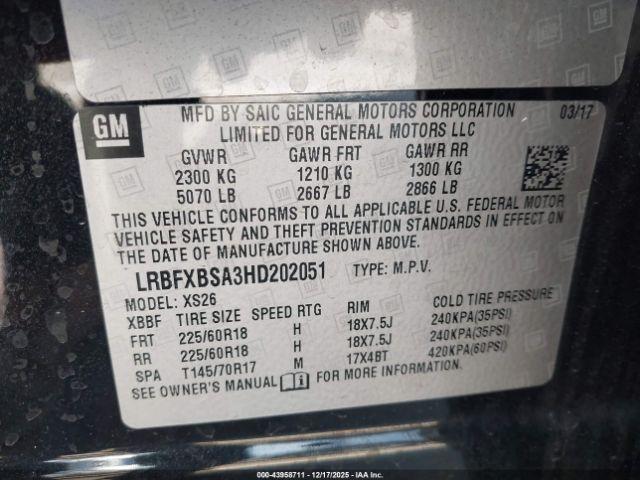 GM
MFD BY SAIC GENERAL MOTORS CORPORATION 03/17
LIMITED FOR GENERAL MOTORS LLC
GVWR GAWR FRT GAWR RR
2300 KG 1210 KG 1300 KG
5070 LB 2667 LB 2866 LB
THIS VEHICLE CONFORMS TO ALL APPLICABLE U.S. FEDERAL MOTOR
VEHICLE SAFETY AND THEFT PREVENTION STANDARDS IN EFFECT ON
THE DATE OF MANUFACTURE SHOWN ABOVE.
LRBFXBSA3HD202051 TYPE: M.P.V.
MODEL: XS26
XBBF TIRE SIZE SPEED RTG RIM COLD TIRE PRESSURE
FRT 225/60R18 H 18X7.5J 240KPA(35PSI)
RR 225/60R18 H 18X7.5J 240KPA(35PSI)
SPA T145/70R17 M 17X4BT 420KPA(60PSI)
SEE OWNER'S MANUAL FOR MORE INFORMATION.
000-43958711 - 12/17/2025 - IAAI.com